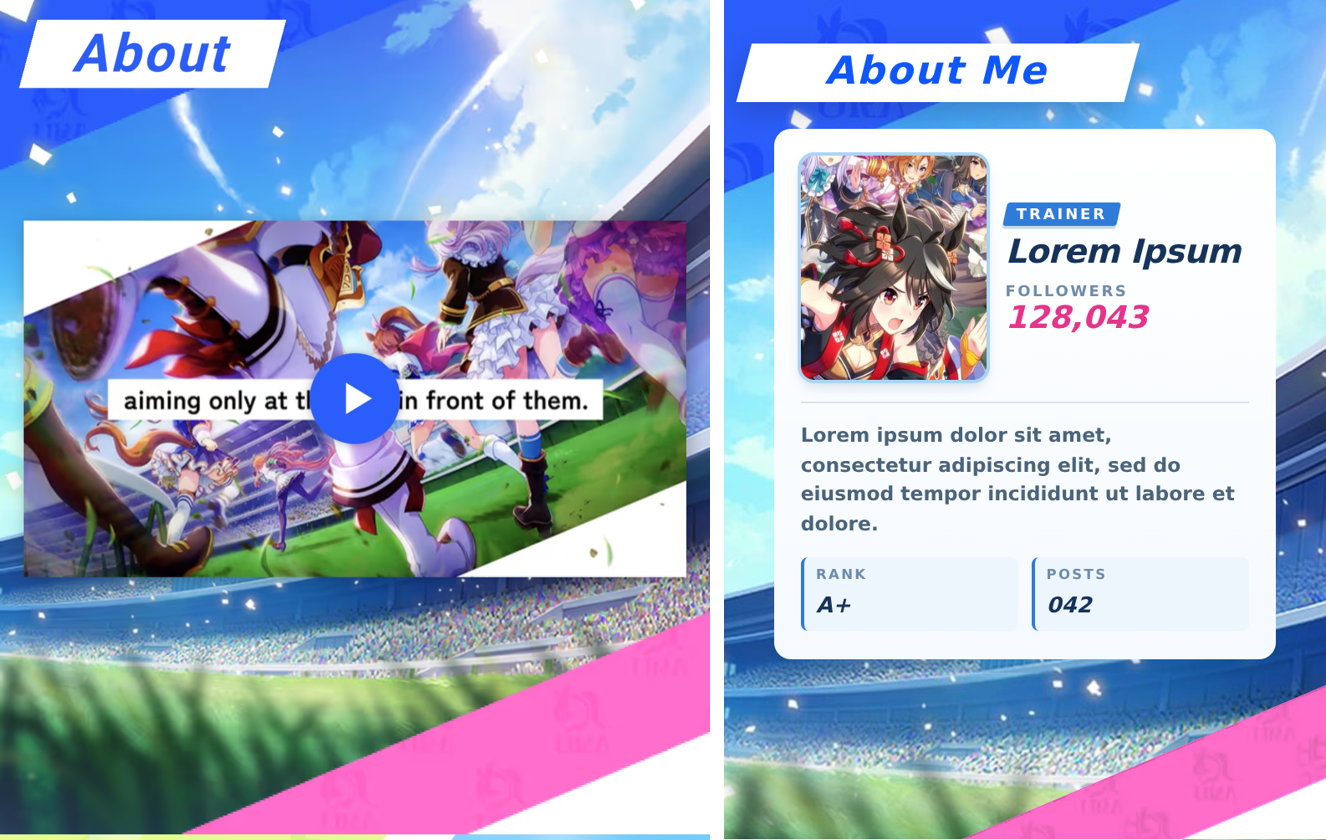 About
aiming only at th in front of them.
About Me
TRAINER
Lorem Ipsum
FOLLOWERS
128,043
Lorem ipsum dolor sit amet,
consectetur adipiscing elit, sed do
eiusmod tempor incididunt ut labore et
dolore.
RANK
A+
POSTS
042
URA